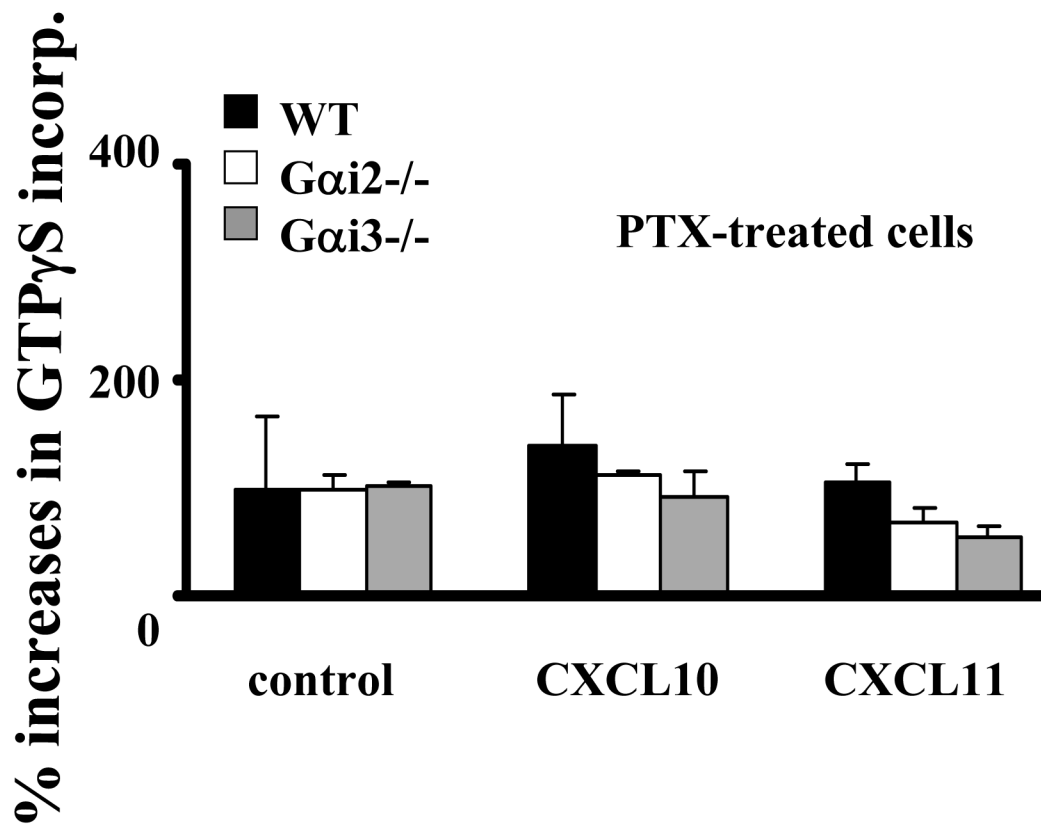 % increases in GTPγS incorp.
WT
Gαi2-/-
Gαi3-/-
PTX-treated cells
400
200
0
control
CXCL10
CXCL11